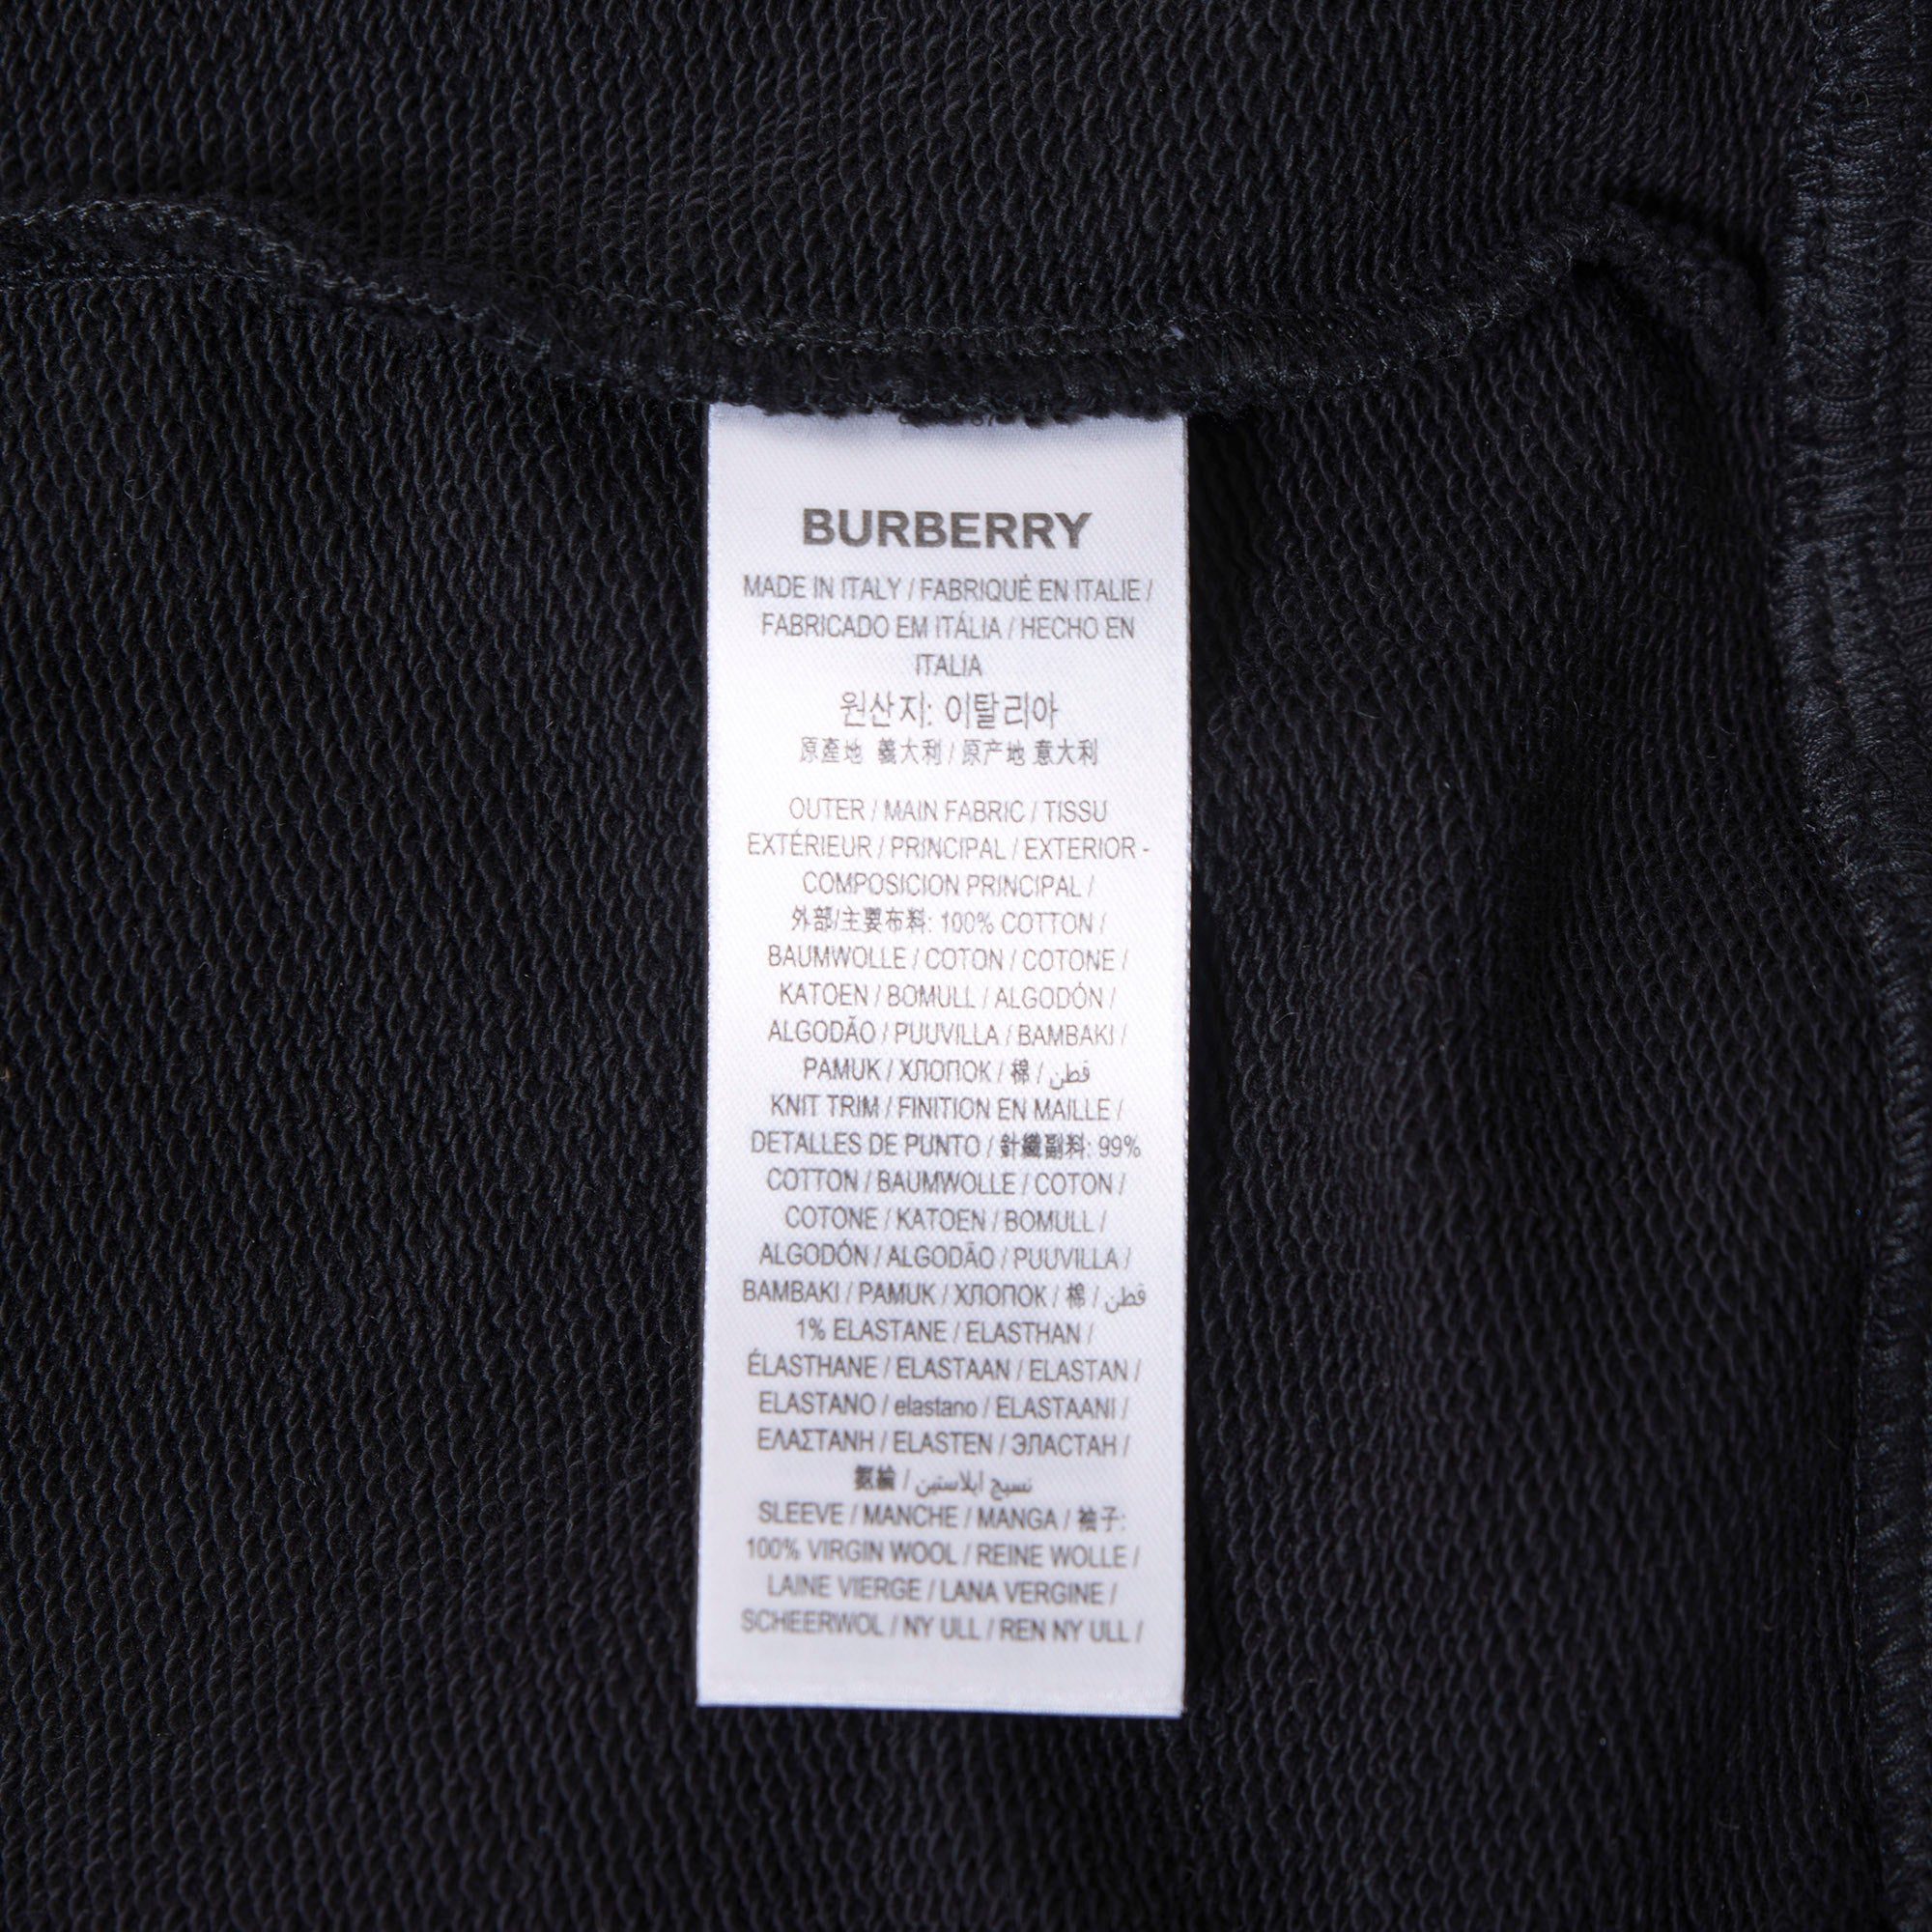 BURBERRY
MADE IN ITALY / FABRIQUÉ EN ITALIE /
FABRICADO EM ITÁLIA / HECHO EN
ITALIA
원산지: 이탈리아
原產地 義大利 / 原产地 意大利
OUTER / MAIN FABRIC / TISSU
EXTÉRIEUR / PRINCIPAL / EXTERIOR -
COMPOSICION PRINCIPAL /
外部/主要布料: 100% COTTON /
BAUMWOLLE / COTON / COTONE /
KATOEN / BOMULL / ALGODÓN /
ALGODÃO / PUUVILLA / BAMBAKI /
PAMUK / ХЛОПОК / 棉 / قطن
KNIT TRIM / FINITION EN MAILLE /
DETALLES DE PUNTO / 針織副料: 99%
COTTON / BAUMWOLLE / COTON /
COTONE / KATOEN / BOMULL /
ALGODÓN / ALGODÃO / PUUVILLA /
BAMBAKI / PAMUK / ХЛОПОК / 棉 / قطن
1% ELASTANE / ELASTHAN /
ÉLASTHANE / ELASTAAN / ELASTAN /
ELASTANO / elastano / ELASTAANI /
ΕΛΑΣΤΑΝΗ / ELASTEN / ЭЛАСТАН /
氨綸 / نسيج ايلاستين
SLEEVE / MANCHE / MANGA / 袖子:
100% VIRGIN WOOL / REINE WOLLE /
LAINE VIERGE / LANA VERGINE /
SCHEERWOL / NY ULL / REN NY ULL /